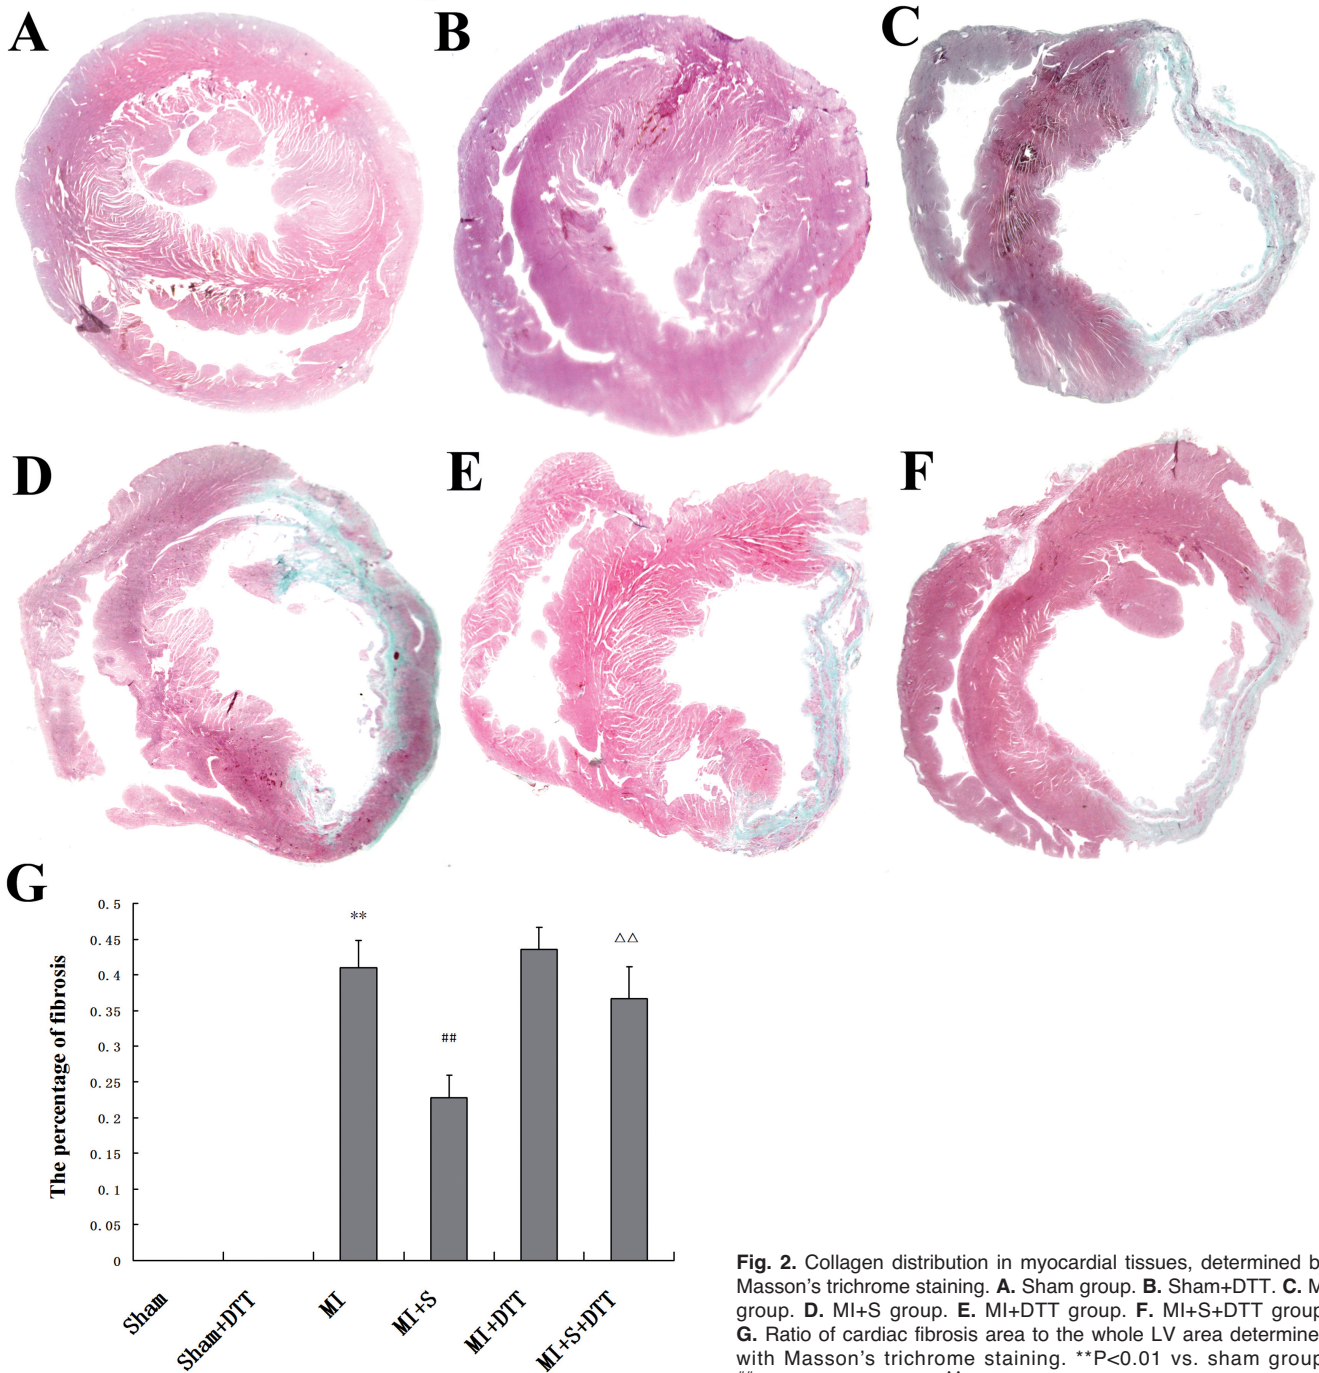 A
B
C
D
E
F
G
The percentage of fibrosis
0.5
0.45
0.4
0.35
0.3
0.25
0.2
0.15
0.1
0.05
0
**
##
△△
Sham
Sham+DTT
MI
MI+S
MI+DTT
MI+S+DTT
Fig. 2. Collagen distribution in myocardial tissues, determined b
Masson's trichrome staining. A. Sham group. B. Sham+DTT. C. M
group. D. MI+S group. E. MI+DTT group. F. MI+S+DTT group
G. Ratio of cardiac fibrosis area to the whole LV area determine
with Masson's trichrome staining. **P<0.01 vs. sham group